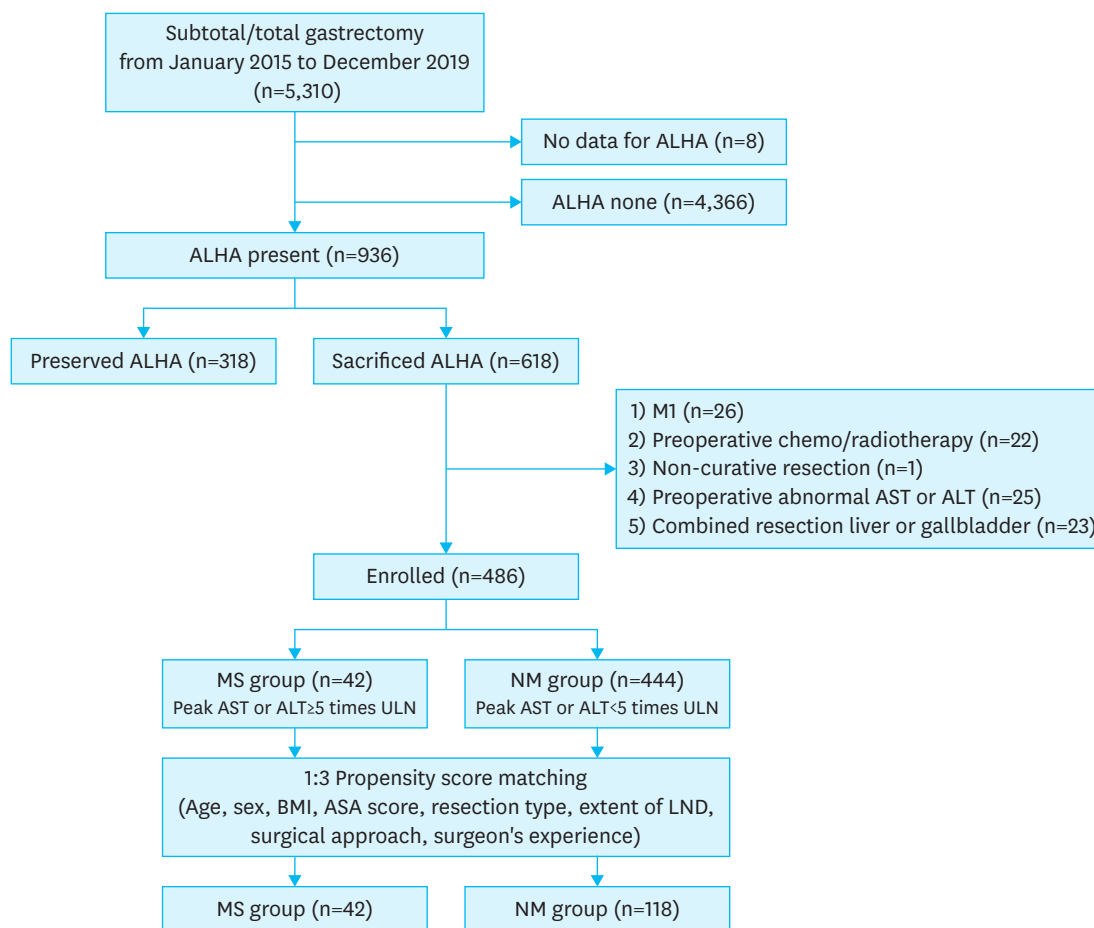 Subtotal/total gastrectomy
from January 2015 to December 2019
(n=5,310)
No data for ALHA (n=8)
ALHA none (n=4,366)
ALHA present (n=936)
Preserved ALHA (n=318)
Sacrificed ALHA (n=618)
1) M1 (n=26)
2) Preoperative chemo/radiotherapy (n=22)
3) Non-curative resection (n=1)
4) Preoperative abnormal AST or ALT (n=25)
5) Combined resection liver or gallbladder (n=23)
Enrolled (n=486)
MS group (n=42)
Peak AST or ALT≥5 times ULN
NM group (n=444)
Peak AST or ALT<5 times ULN
1:3 Propensity score matching
(Age, sex, BMI, ASA score, resection type, extent of LND,
surgical approach, surgeon's experience)
MS group (n=42)
NM group (n=118)